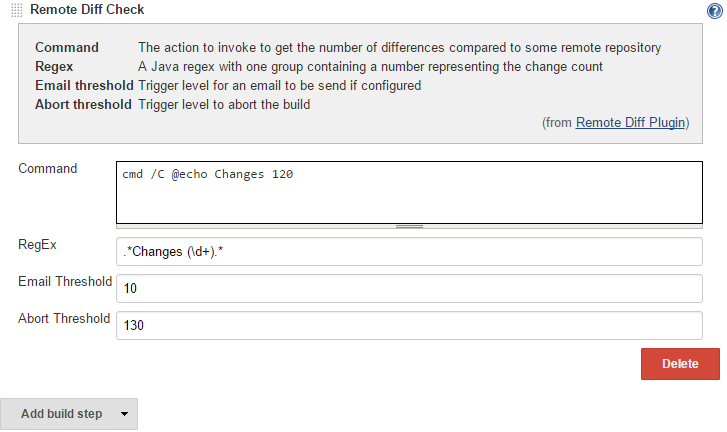 Remote Diff Check
?
Command The action to invoke to get the number of differences compared to some remote repository
Regex A Java regex with one group containing a number representing the change count
Email threshold Trigger level for an email to be send if configured
Abort threshold Trigger level to abort the build
(from Remote Diff Plugin)
Command cmd /C @echo Changes 120
RegEx .*Changes (\d+).*
Email Threshold 10
Abort Threshold 130
Delete
Add build step